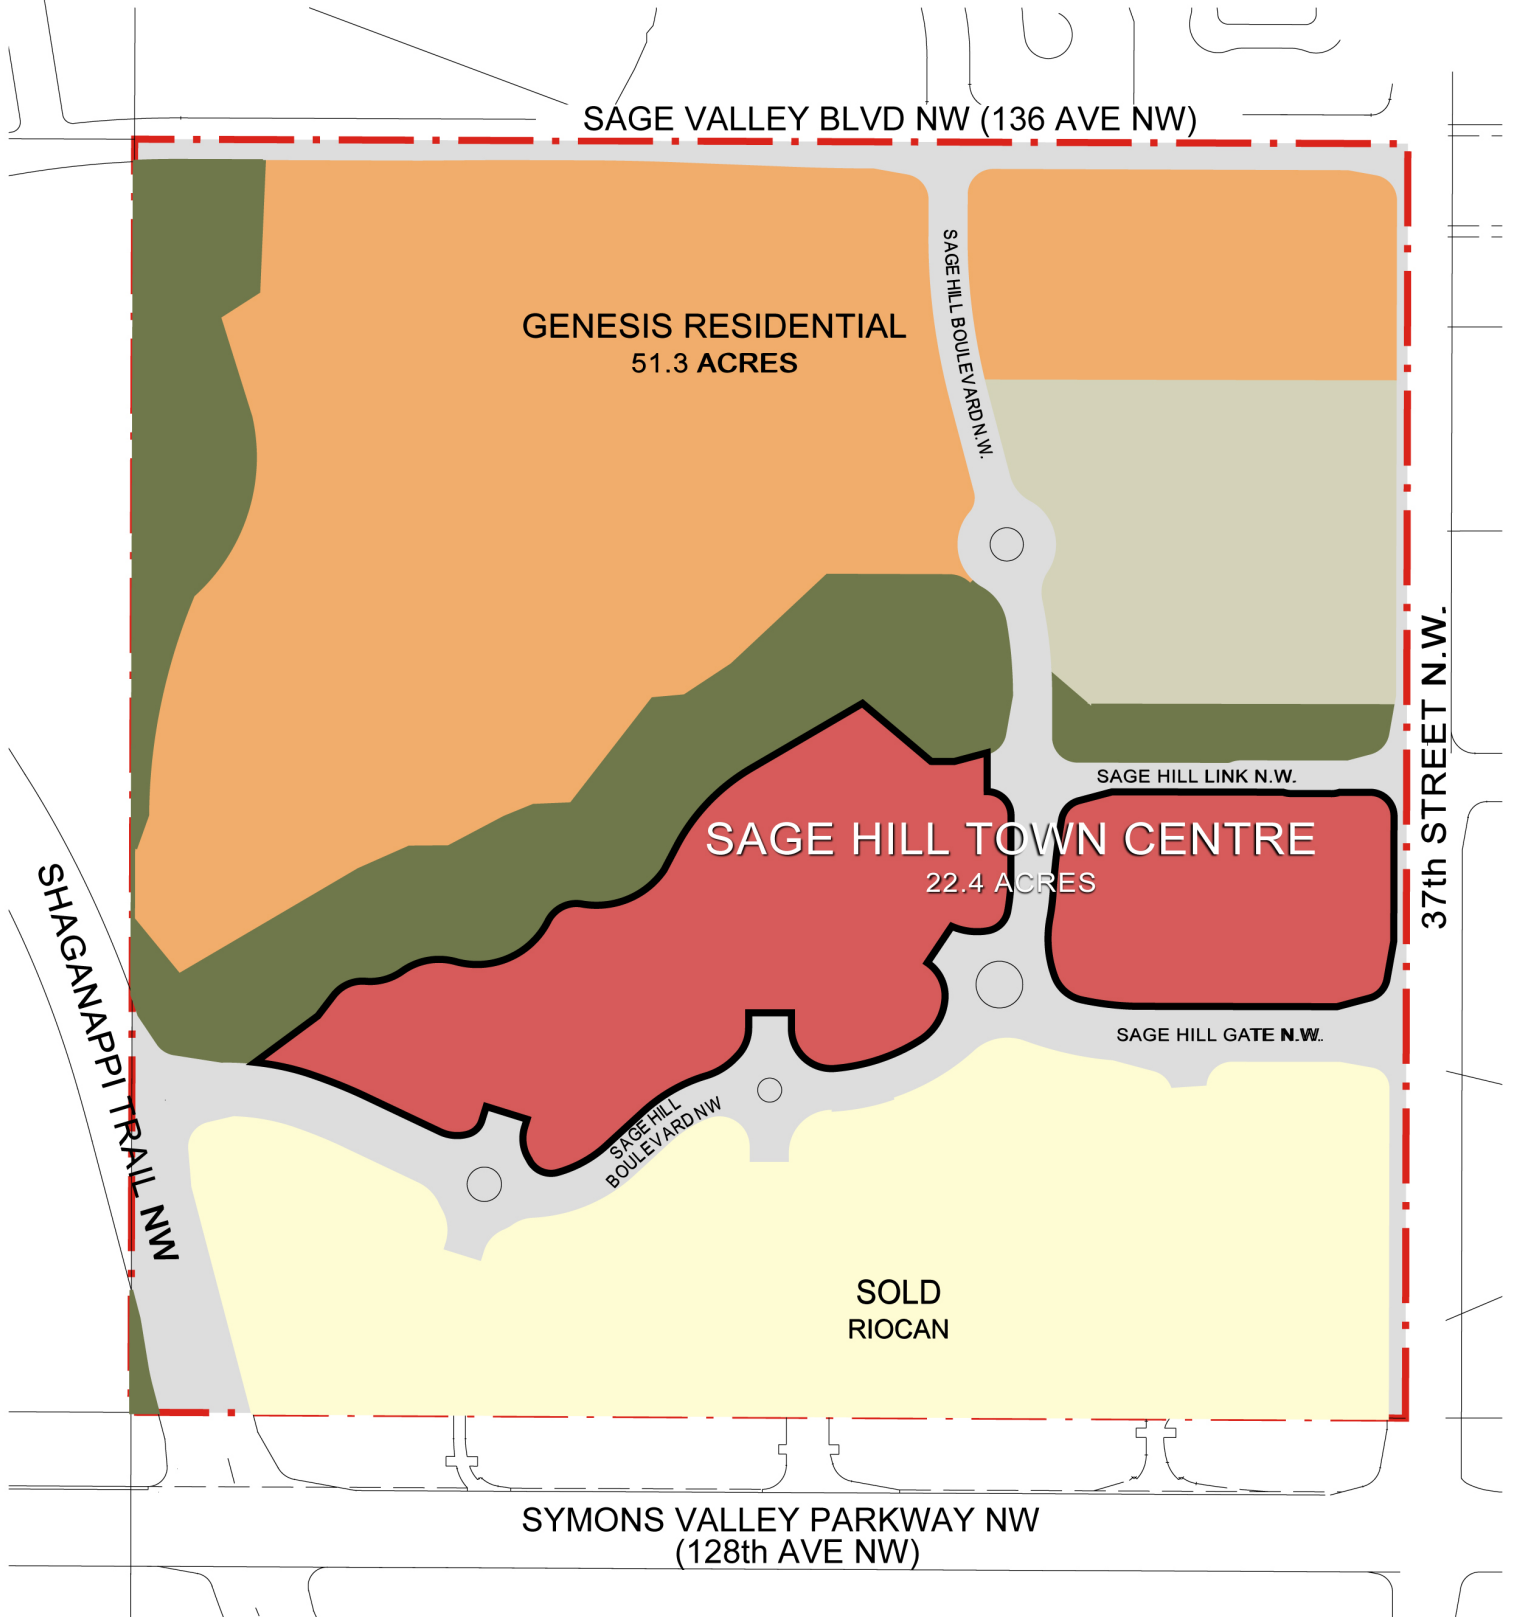 SAGE VALLEY BLVD NW (136 AVE NW)
SAGE HILL BOULEVARD N.W.
GENESIS RESIDENTIAL
51.3 ACRES
37th STREET N.W.
SAGE HILL LINK N.W.
SAGE HILL TOWN CENTRE
22.4 ACRES
SHAGANAPPI TRAIL NW
SAGE HILL GATE N.W.
SAGE HILL
BOULEVARD NW
SOLD
RIOCAN
SYMONS VALLEY PARKWAY NW
(128th AVE NW)